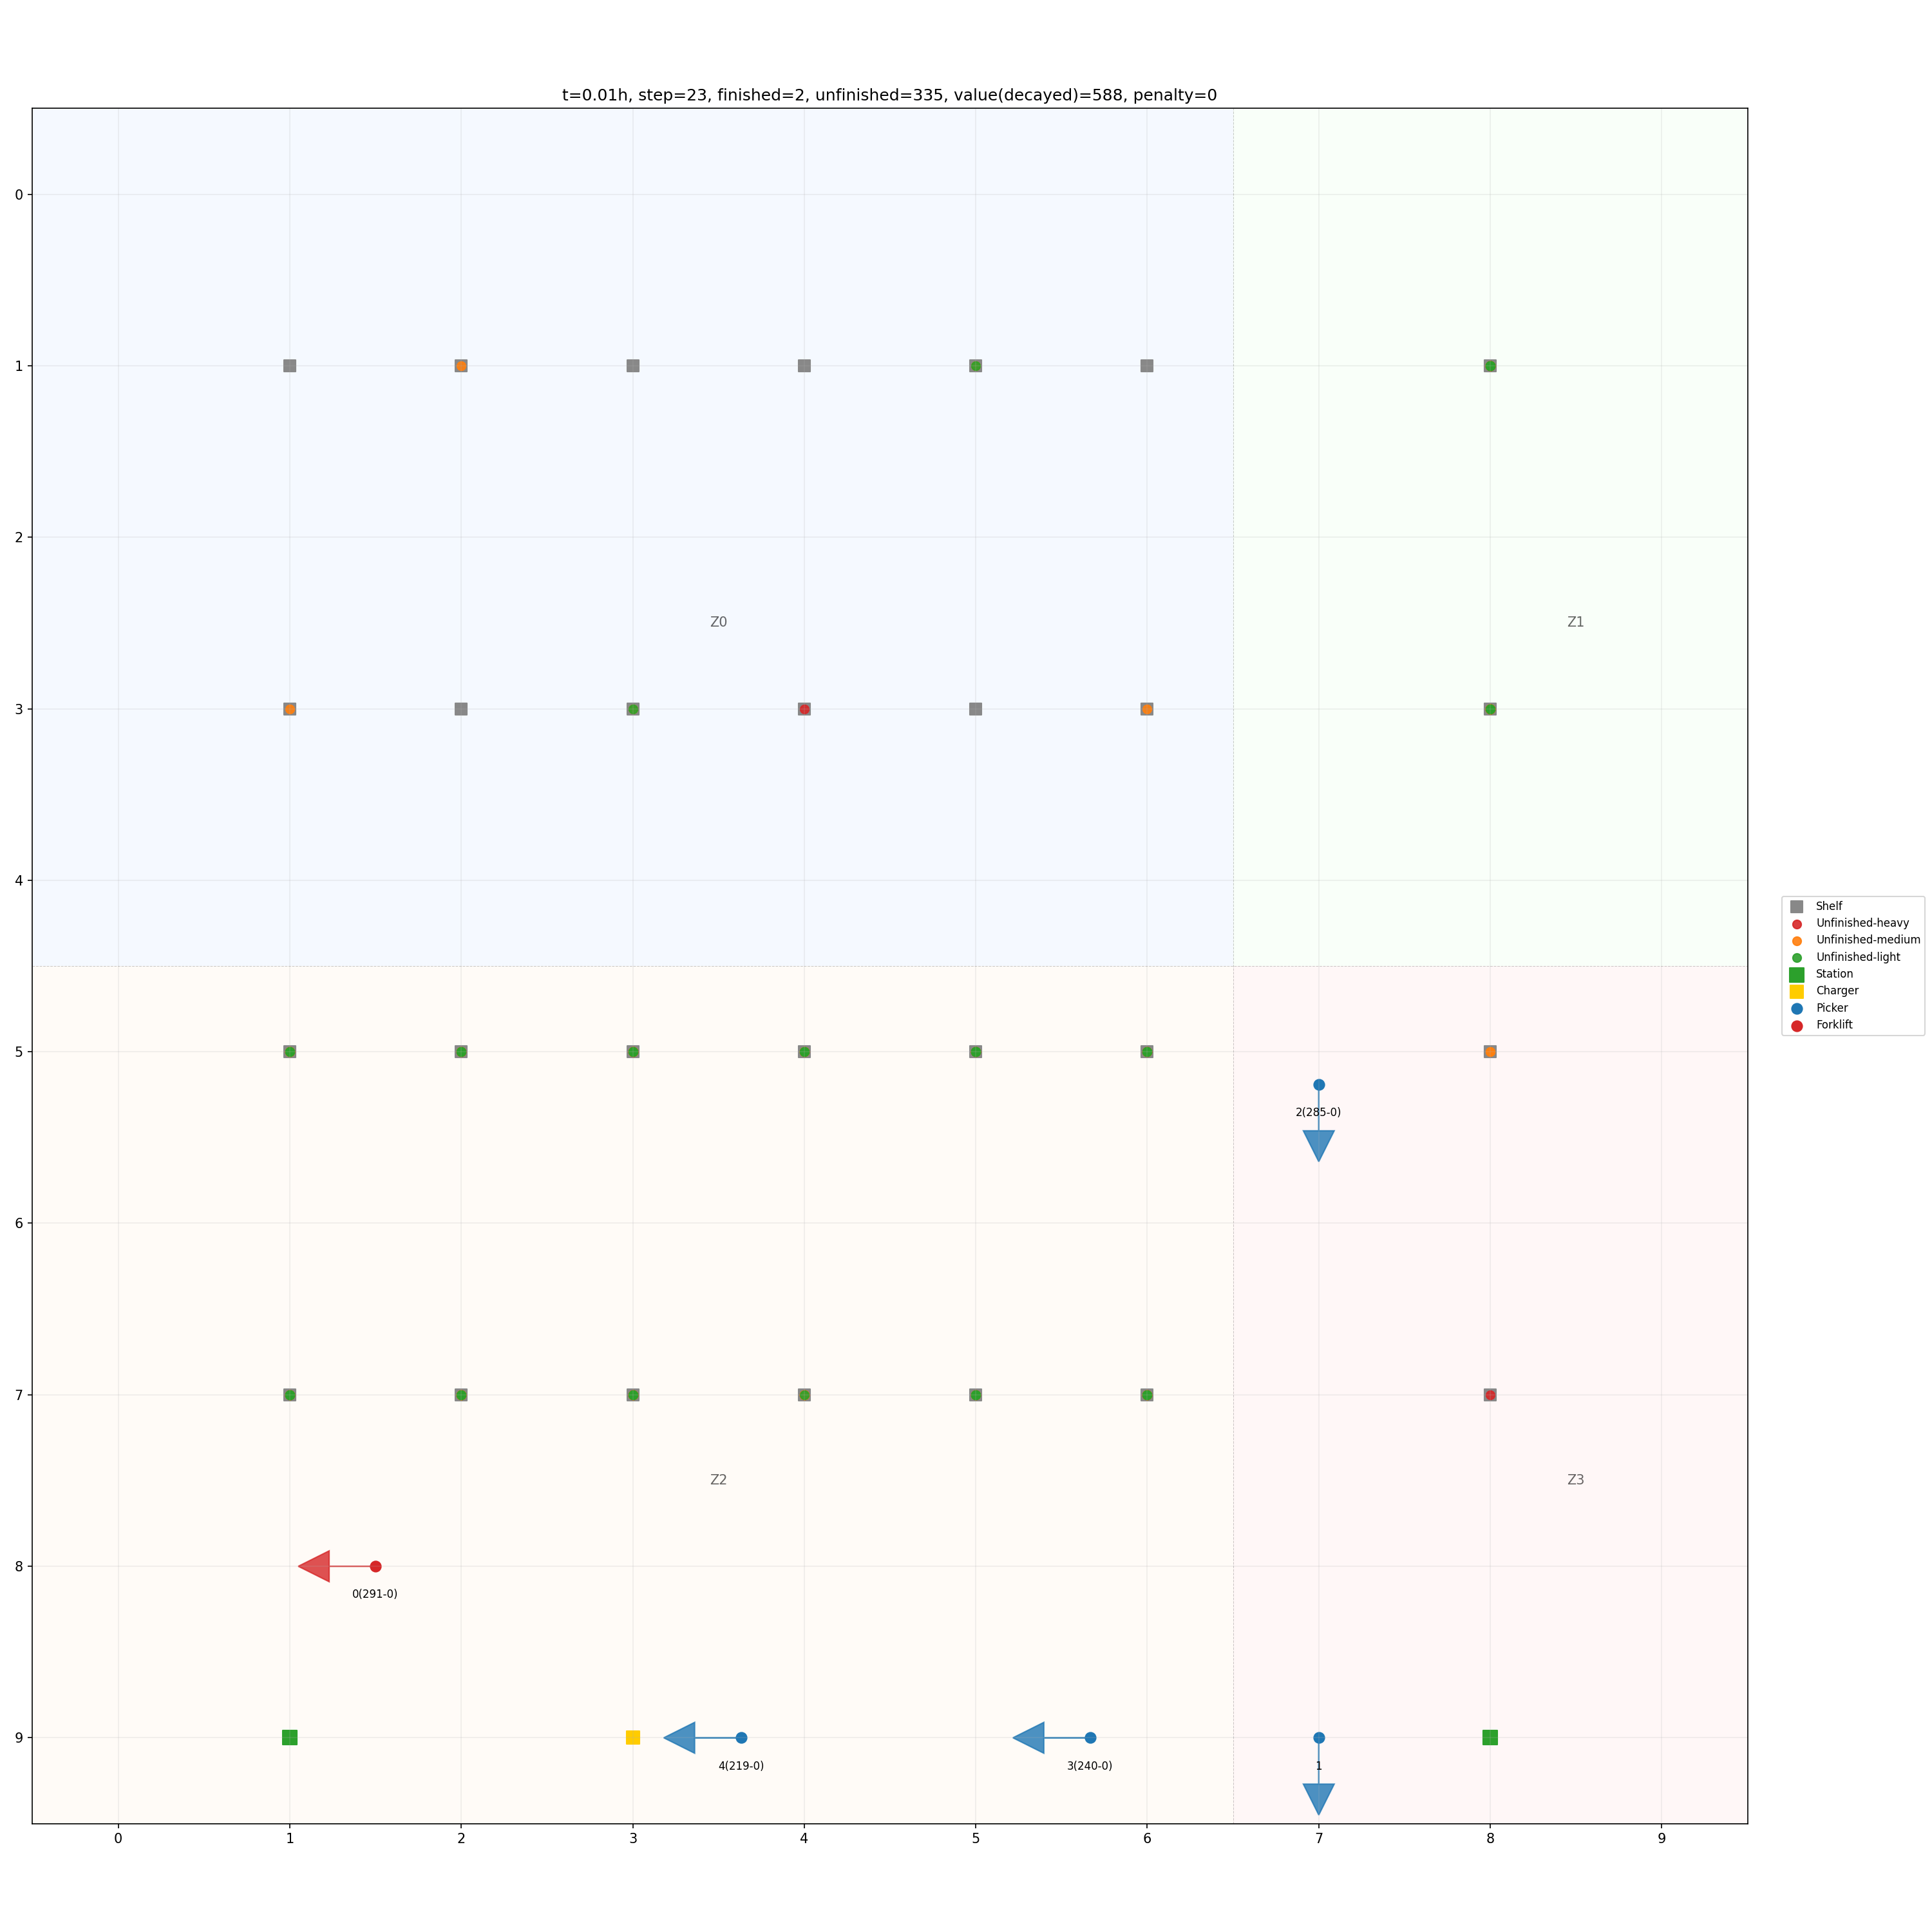 t=0.01h, step=23, finished=2, unfinished=335, value(decayed)=588, penalty=0
0
1
2
Z0
Z1
3
4
Shelf
Unfinished-heavy
Unfinished-medium
Unfinished-light
Station
Charger
Picker
Forklift
5
2(285-0)
6
7
Z2
Z3
8
0(291-0)
9
4(219-0)
3(240-0)
1
0 1 2 3 4 5 6 7 8 9